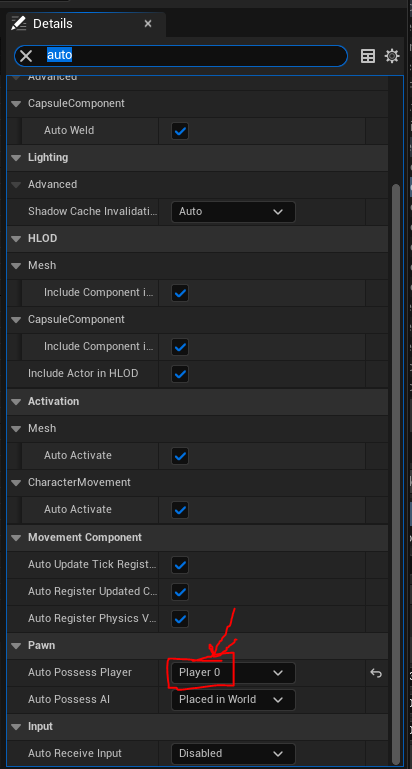 Details
auto
Advanced
CapsuleComponent
Auto Weld
Lighting
Advanced
Shadow Cache Invalidati... Auto
HLOD
Mesh
Include Component i...
CapsuleComponent
Include Component i...
Include Actor in HLOD
Activation
Mesh
Auto Activate
CharacterMovement
Auto Activate
Movement Component
Auto Update Tick Regist...
Auto Register Updated C...
Auto Register Physics V...
Pawn
Auto Possess Player Player 0
Auto Possess AI Placed in World
Input
Auto Receive Input Disabled